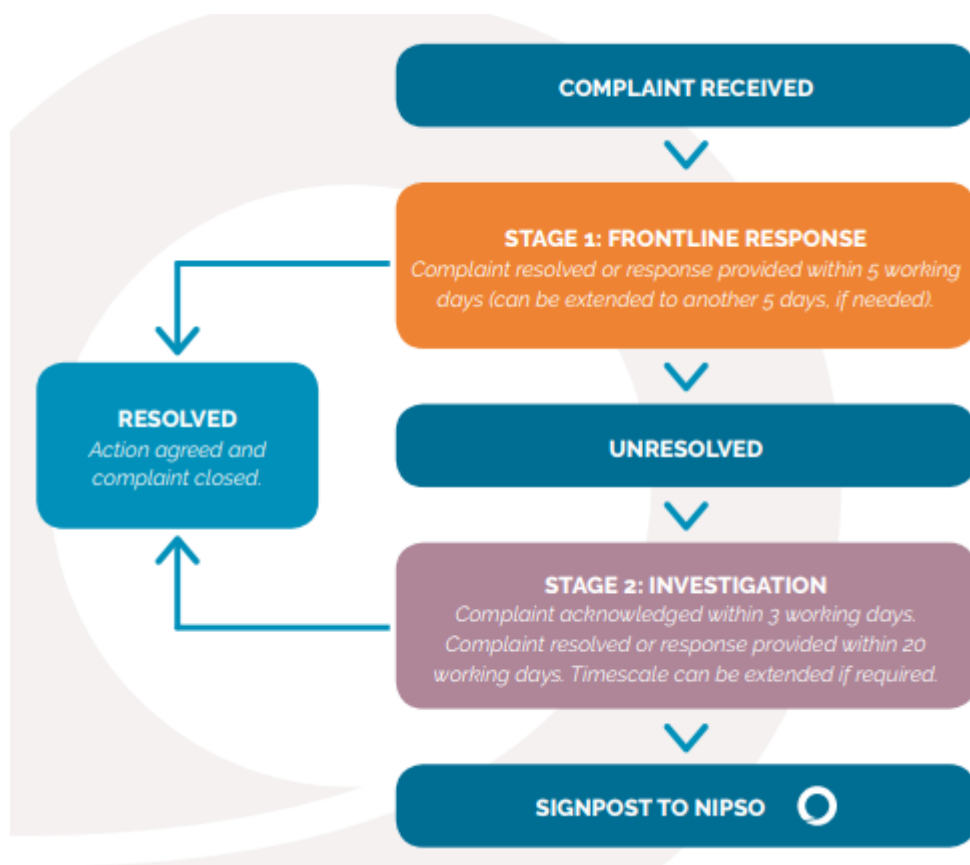 COMPLAINT RECEIVED
STAGE 1: FRONTLINE RESPONSE
Complaint resolved or response provided within 5 working
days (can be extended to another 5 days, if needed).
RESOLVED
Action agreed and
complaint closed.
UNRESOLVED
STAGE 2: INVESTIGATION
Complaint acknowledged within 3 working days.
Complaint resolved or response provided within 20
working days. Timescale can be extended if required.
SIGNPOST TO NIPSO